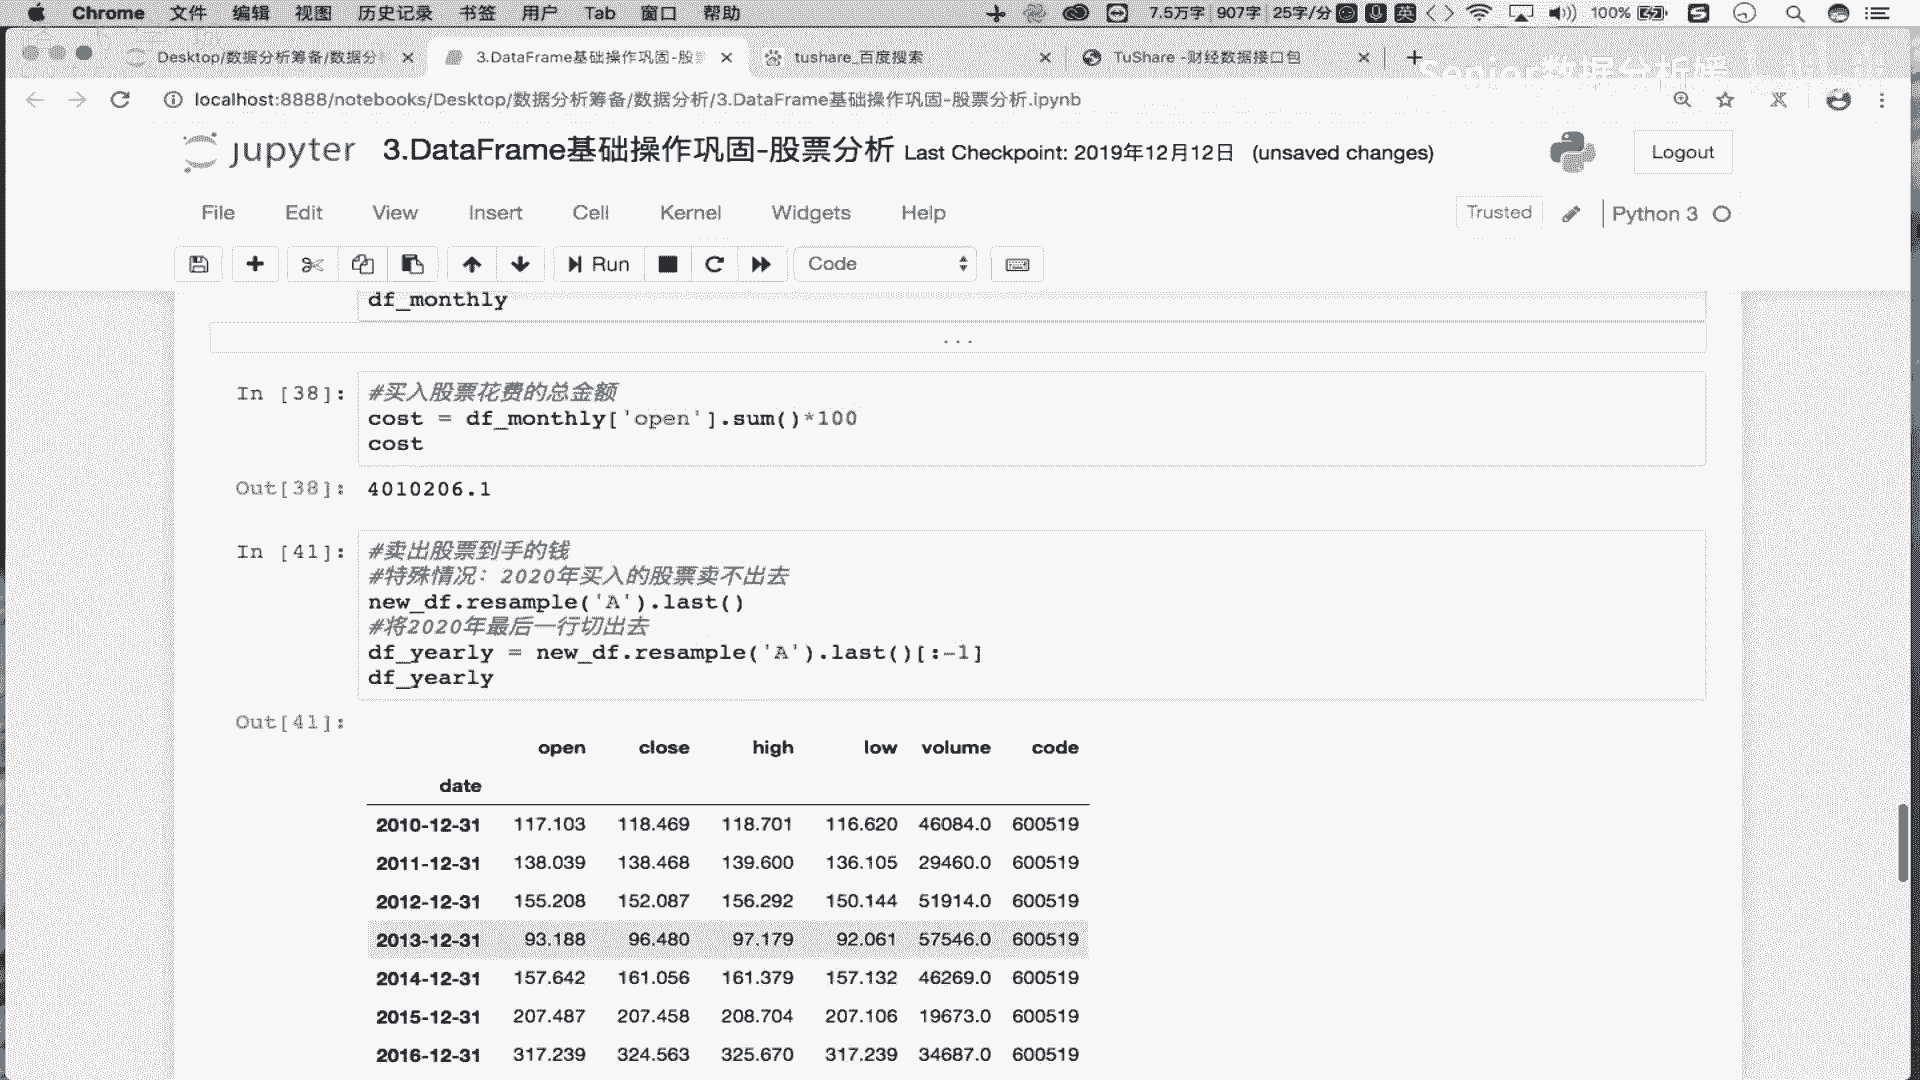 Chrome 文件 编辑 视图 历史记录 书签 用户 Tab 窗口 帮助 7.5万字 907字 25字/分 英 100%
Desktop/数据分析筹备/数据分 3.DataFrame基础操作巩固-股 tushare_百度搜索 TuShare -财经数据接口包
Senior数据分析
localhost:8888/notebooks/Desktop/数据分析筹备/数据分析/3.DataFrame基础操作巩固-股票分析.ipynb
jupyter 3.DataFrame基础操作巩固-股票分析 Last Checkpoint: 2019年12月12日 (unsaved changes) Logout
File Edit View Insert Cell Kernel Widgets Help Trusted Python 3
Run Code
df_monthly
...
In [38]: #买入股票花费的总金额
cost = df_monthly['open'].sum()*100
cost
Out[38]: 4010206.1
In [41]: #卖出股票到手的钱
#特殊情况：2020年买入的股票卖不出去
new_df.resample('A').last()
#将2020年最后一行切出去
df_yearly = new_df.resample('A').last()[:-1]
df_yearly
Out[41]:
open close high low volume code
date
2010-12-31 117.103 118.469 118.701 116.620 46084.0 600519
2011-12-31 138.039 138.468 139.600 136.105 29460.0 600519
2012-12-31 155.208 152.087 156.292 150.144 51914.0 600519
2013-12-31 93.188 96.480 97.179 92.061 57546.0 600519
2014-12-31 157.642 161.056 161.379 157.132 46269.0 600519
2015-12-31 207.487 207.458 208.704 207.106 19673.0 600519
2016-12-31 317.239 324.563 325.670 317.239 34687.0 600519